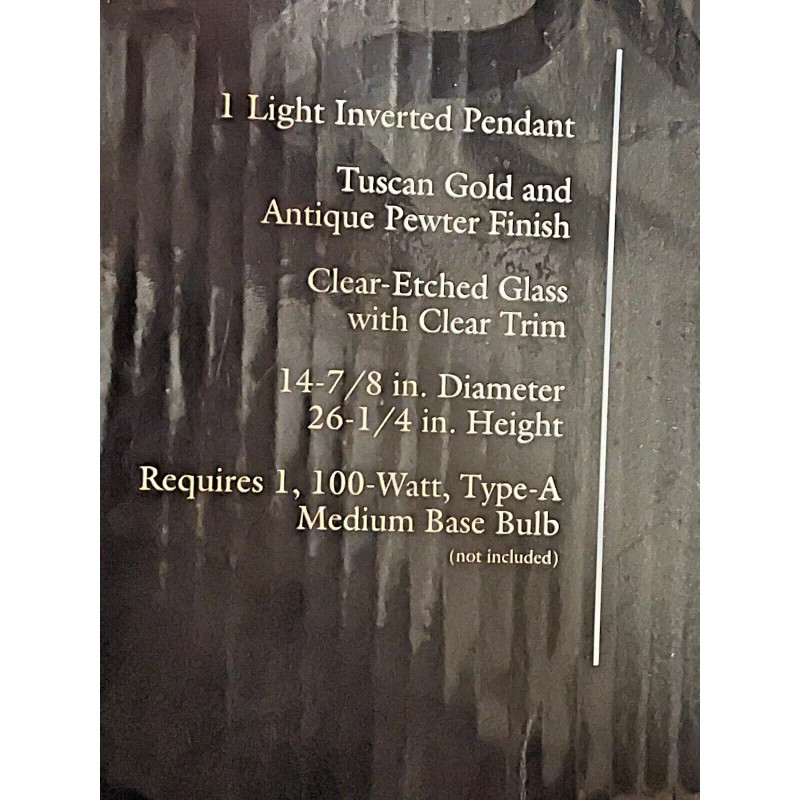 1 Light Inverted Pendant
Tuscan Gold and
Antique Pewter Finish
Clear-Etched Glass
with Clear Trim
14-7/8 in. Diameter
26-1/4 in. Height
Requires 1, 100-Watt, Type-A
Medium Base Bulb
(not included)